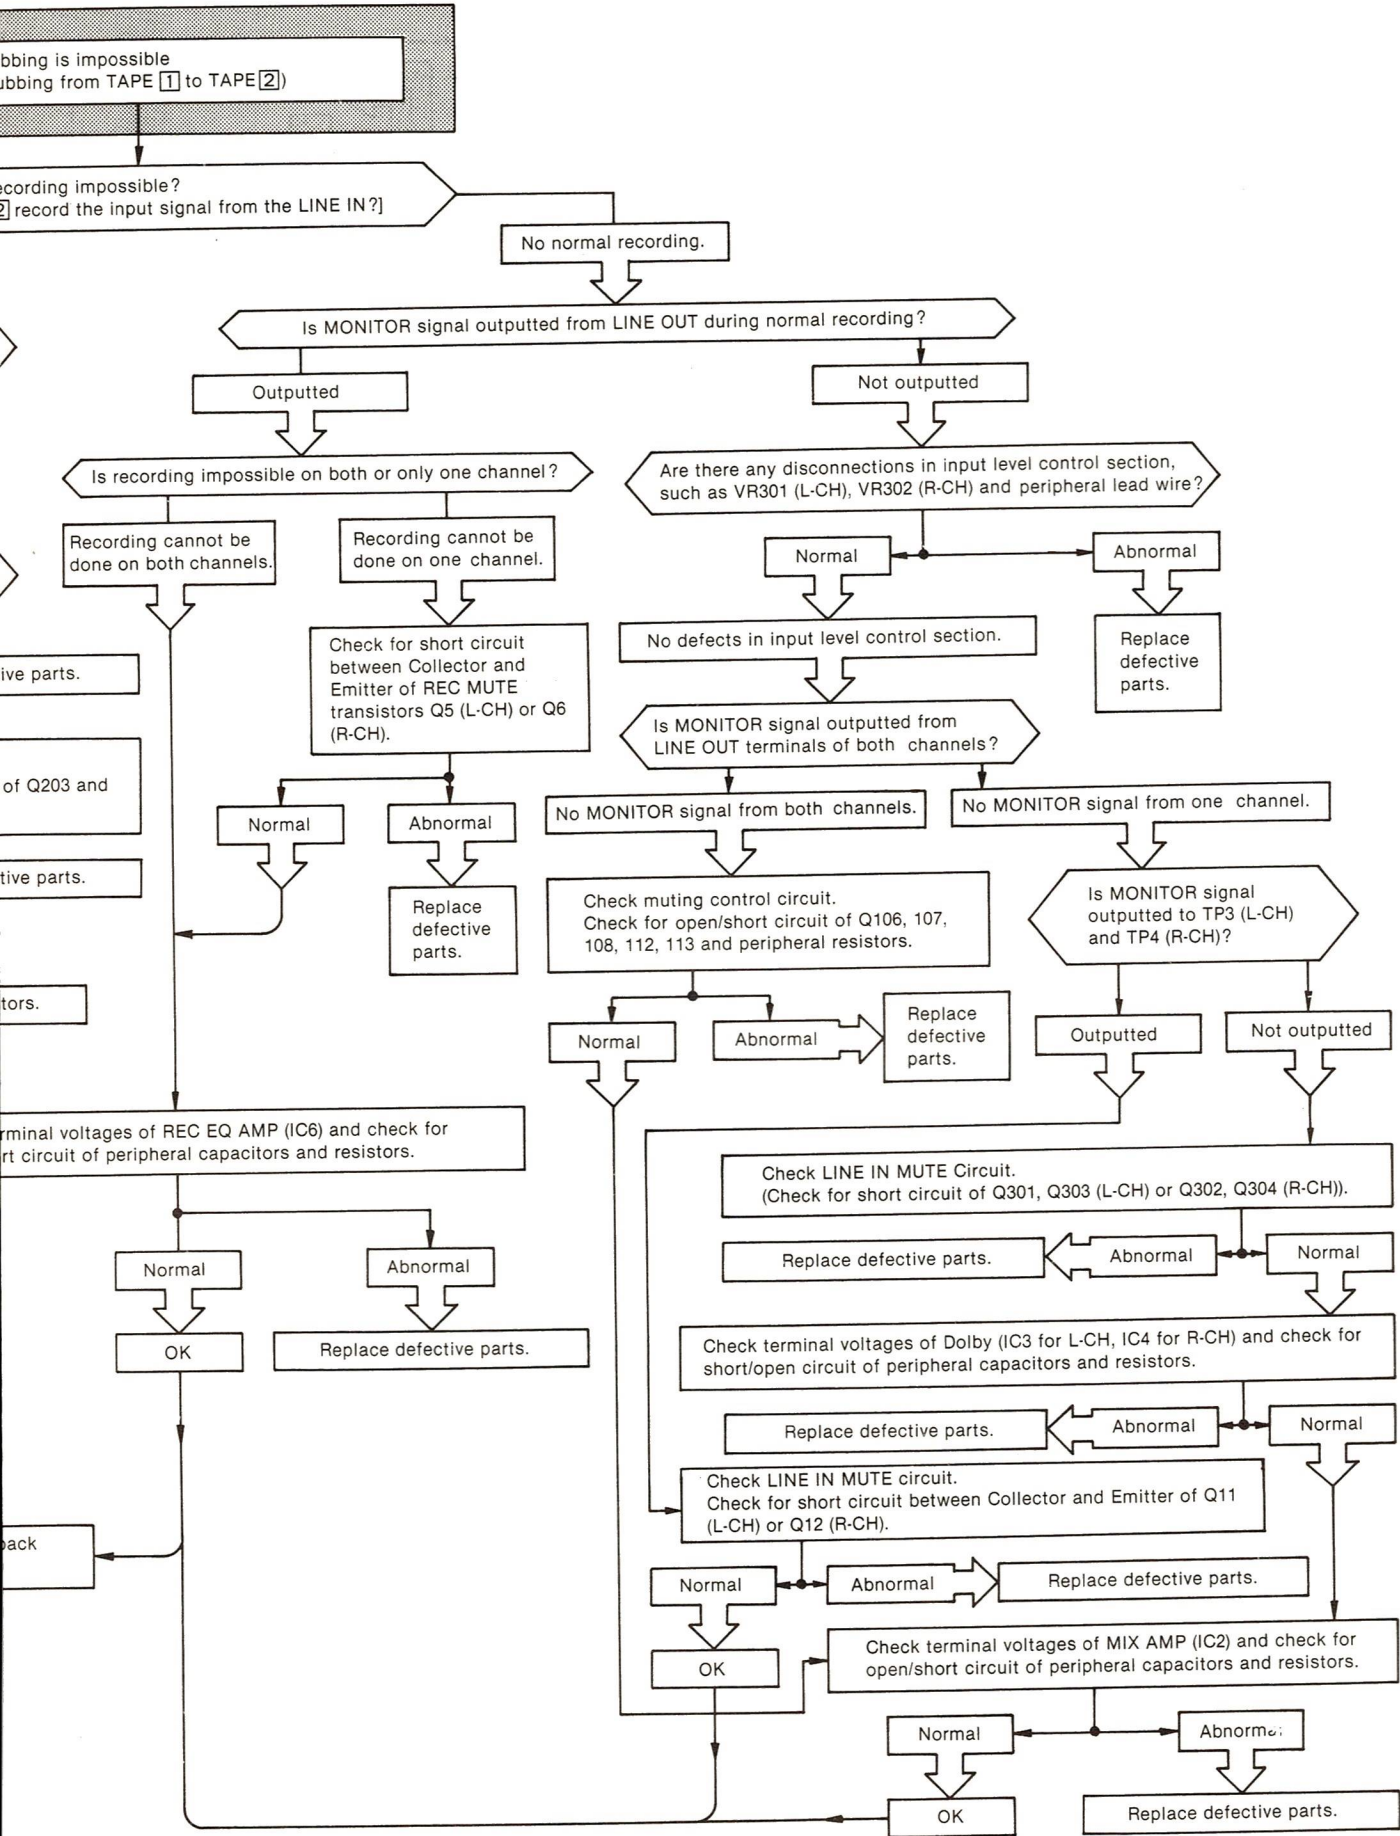 bbing is impossible
ubbing from TAPE 1 to TAPE 2)
ecording impossible?
2 record the input signal from the LINE IN?]
No normal recording.
Is MONITOR signal outputted from LINE OUT during normal recording?
Outputted
Not outputted
Is recording impossible on both or only one channel?
Are there any disconnections in input level control section,
such as VR301 (L-CH), VR302 (R-CH) and peripheral lead wire?
Recording cannot be
done on both channels.
Recording cannot be
done on one channel.
Normal
Abnormal
Check for short circuit
between Collector and
Emitter of REC MUTE
transistors Q5 (L-CH) or Q6
(R-CH).
No defects in input level control section.
Replace
defective
parts.
ive parts.
Is MONITOR signal outputted from
LINE OUT terminals of both channels?
of Q203 and
Normal
Abnormal
No MONITOR signal from both channels.
No MONITOR signal from one channel.
tive parts.
Replace
defective
parts.
Check muting control circuit.
Check for open/short circuit of Q106, 107,
108, 112, 113 and peripheral resistors.
Is MONITOR signal
outputted to TP3 (L-CH)
and TP4 (R-CH)?
tors.
Normal
Abnormal
Replace
defective
parts.
Outputted
Not outputted
rminal voltages of REC EQ AMP (IC6) and check for
rt circuit of peripheral capacitors and resistors.
Check LINE IN MUTE Circuit.
(Check for short circuit of Q301, Q303 (L-CH) or Q302, Q304 (R-CH)).
Normal
Abnormal
Replace defective parts.
Abnormal
Normal
OK
Replace defective parts.
Check terminal voltages of Dolby (IC3 for L-CH, IC4 for R-CH) and check for
short/open circuit of peripheral capacitors and resistors.
Replace defective parts.
Abnormal
Normal
Check LINE IN MUTE circuit.
Check for short circuit between Collector and Emitter of Q11
(L-CH) or Q12 (R-CH).
back
Normal
Abnormal
Replace defective parts.
OK
Check terminal voltages of MIX AMP (IC2) and check for
open/short circuit of peripheral capacitors and resistors.
Normal
Abnormal
OK
Replace defective parts.